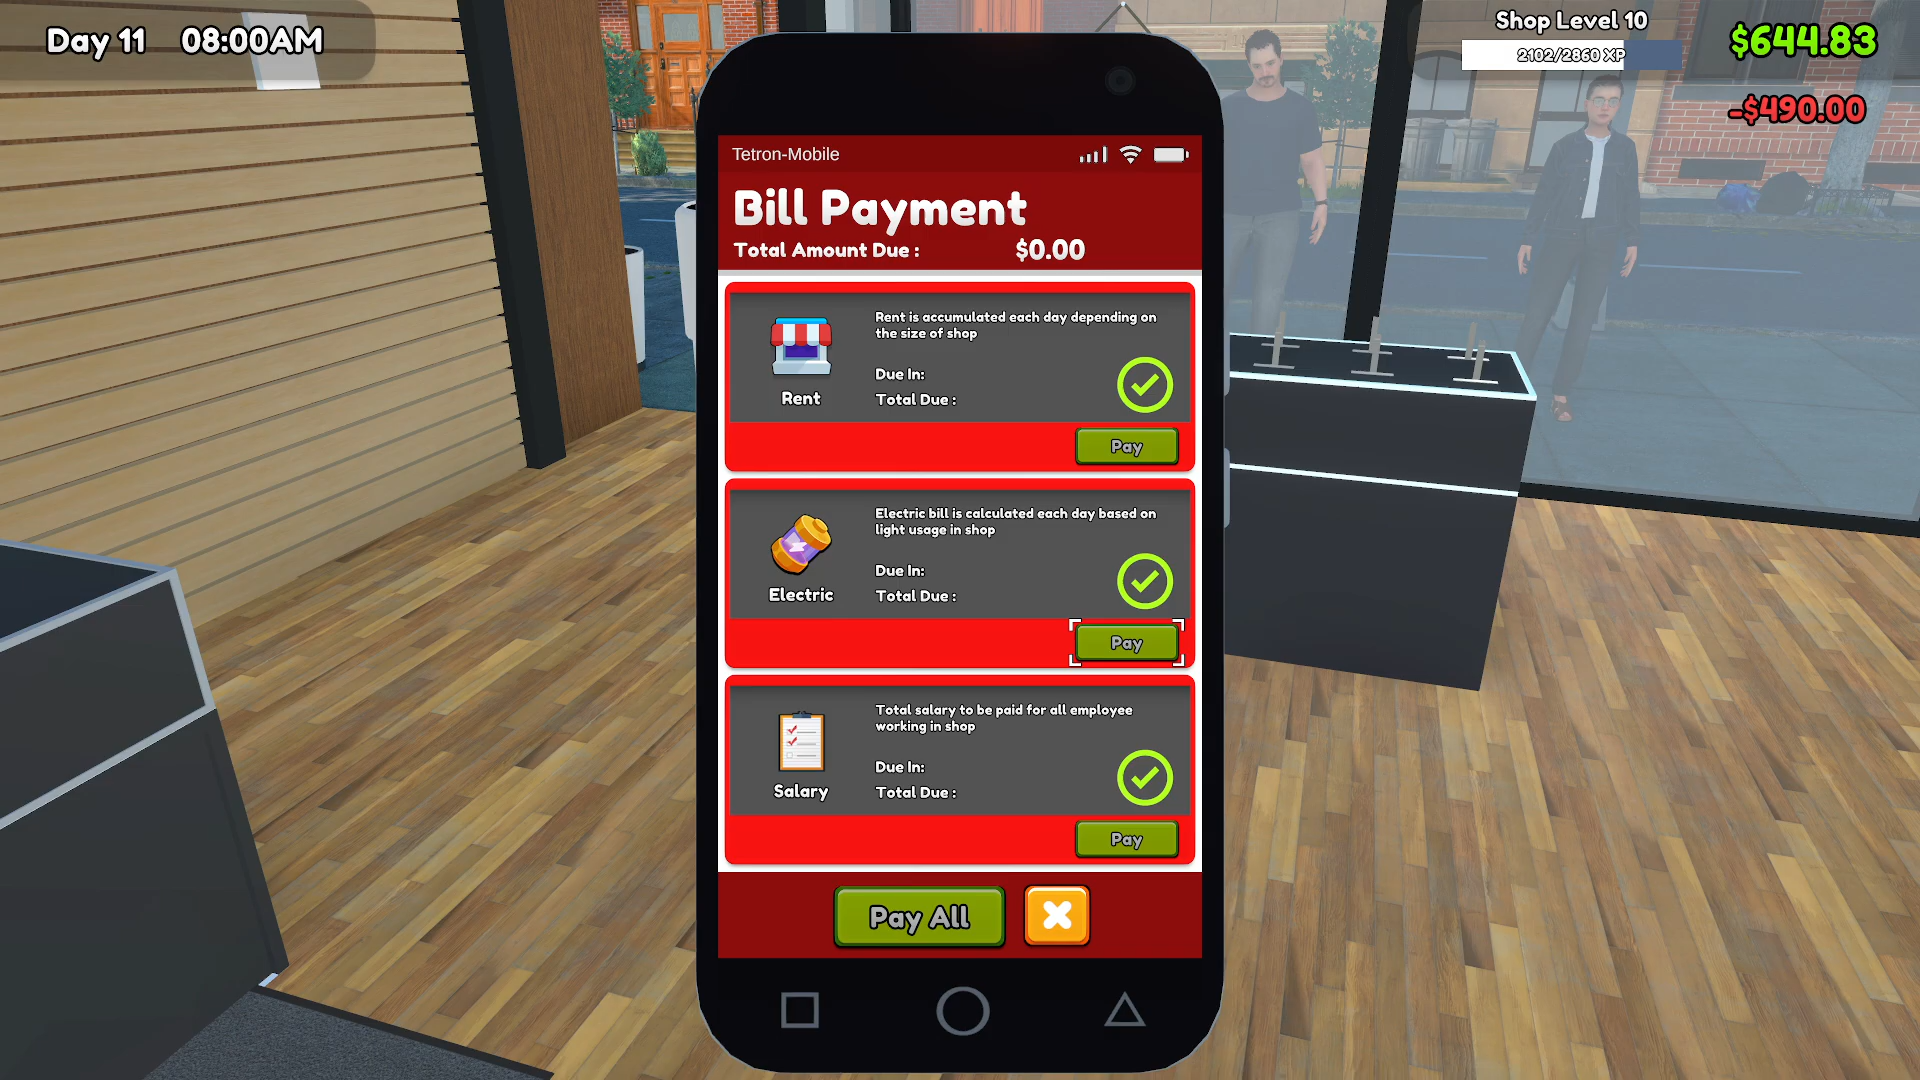 Day 11 08:00AM
Shop Level 10
2102/2860 XP
$644.83
-$490.00
Tetron-Mobile
Bill Payment
Total Amount Due : $0.00
Rent is accumulated each day depending on
the size of shop
Due In:
Total Due :
Rent
Pay
Electric bill is calculated each day based on
light usage in shop
Due In:
Total Due :
Electric
Pay
Total salary to be paid for all employee
working in shop
Due In:
Total Due :
Salary
Pay
Pay All